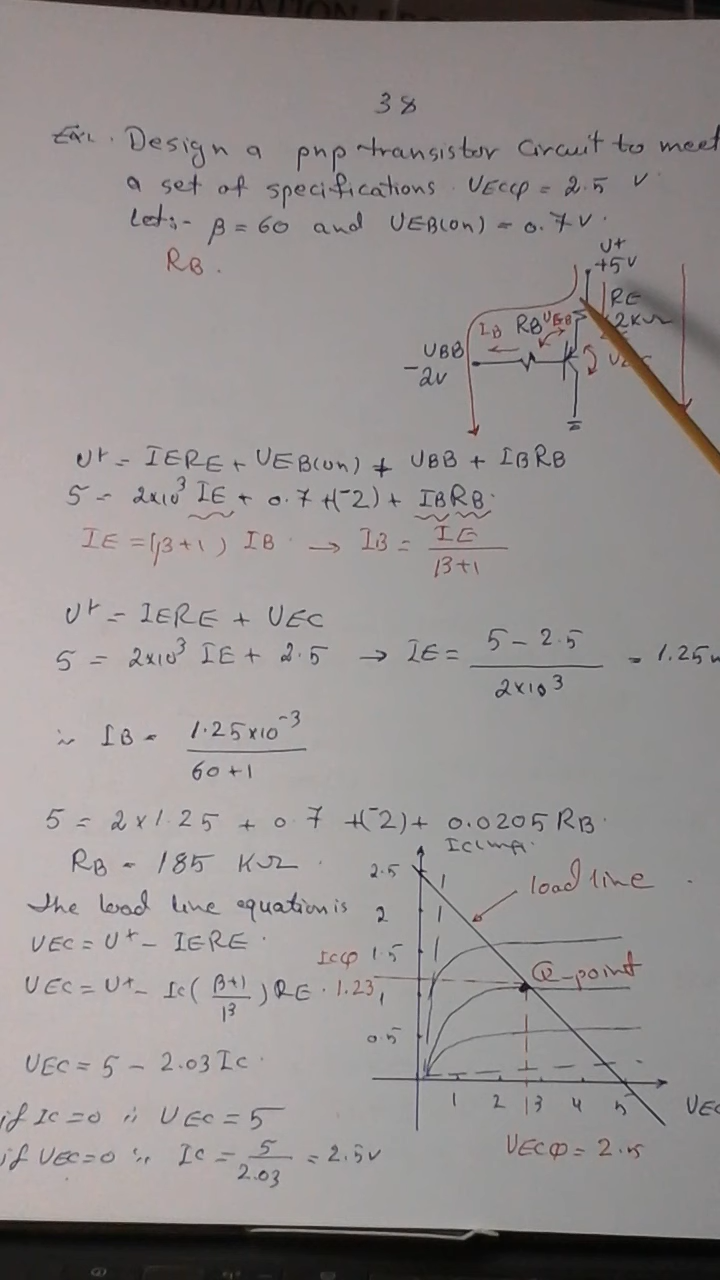 38
Ex:. Design a pnp transistor circuit to meet
a set of specifications. VECQ = 2.5 V.
Let:- β = 60 and VEB(on) = 0.7 V.
RB.
V+
+5V
RE
2KΩ
IB RB VEB
VBB
-2V
V+ = IERE + VEB(on) + VBB + IBRB
5 = 2x10³ IE + 0.7 +(-2) + IBRB.
IE = (β+1) IB → IB = IE / β+1
V+ = IERE + VEC
5 = 2x10³ IE + 2.5 → IE = 5 - 2.5 / 2x10³ = 1.25
∴ IB = 1.25x10⁻³ / 60+1
5 = 2x1.25 + 0.7 +(-2) + 0.0205 RB.
RB = 185 KΩ.
Ic(mA).
2.5
load line
The load line equation is
2
VEC = V+ - IERE.
ICQ 1.5
Q-point
VEC = V+ - Ic(β+1 / β)RE.
1.23
1
0.5
VEC = 5 - 2.03 Ic.
1 2 3 4 5
VEC
if Ic = 0 ∴ VEC = 5
if VEC = 0 ∴ Ic = 5 / 2.03 = 2.5v
VECQ = 2.5